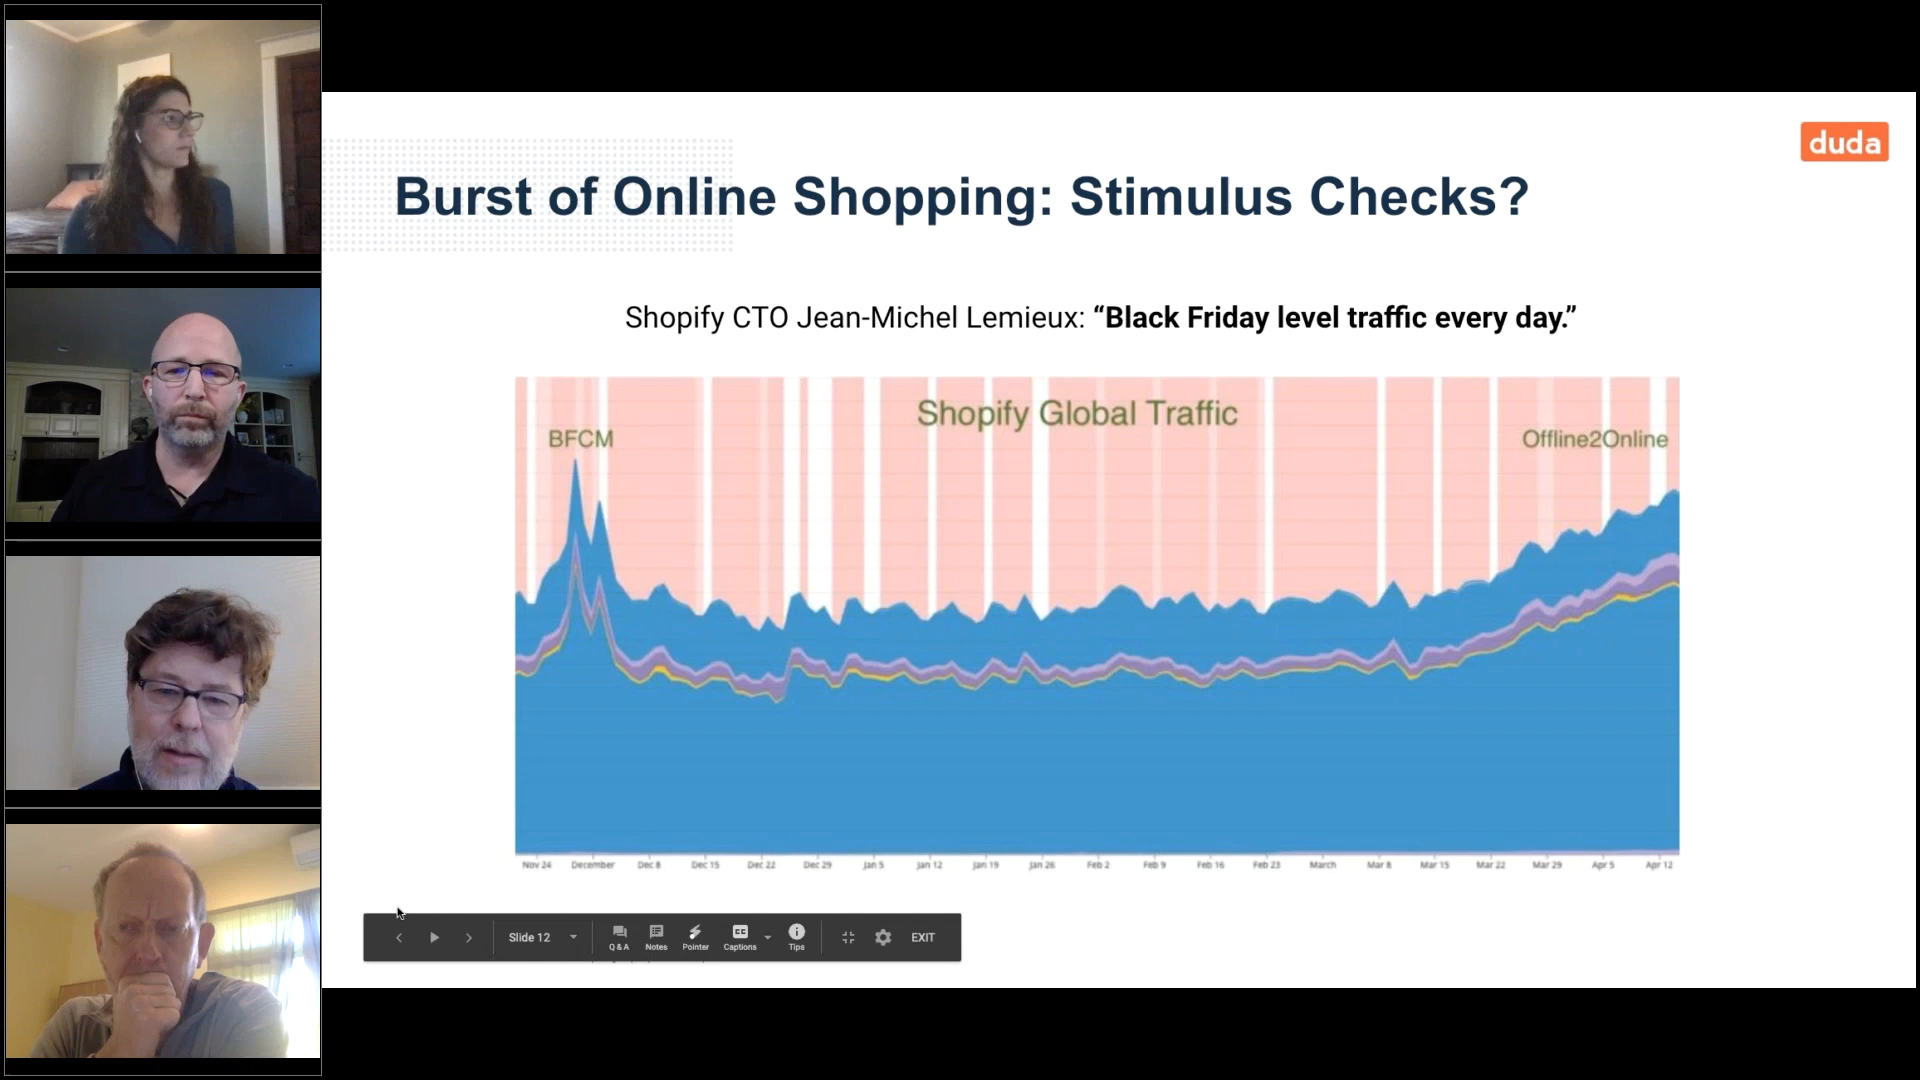 duda
Burst of Online Shopping: Stimulus Checks?
Shopify CTO Jean-Michel Lemieux: “Black Friday level traffic every day.”
Shopify Global Traffic
BFCM
Offline2Online
Nov 24 December Dec 8 Dec 15 Dec 22 Dec 29 Jan 5 Jan 12 Jan 19 Jan 26 Feb 2 Feb 9 Feb 16 Feb 23 March Mar 8 Mar 15 Mar 22 Mar 29 Apr 5 Apr 12
Slide 12 Q & A Notes Pointer CC Captions Tips EXIT